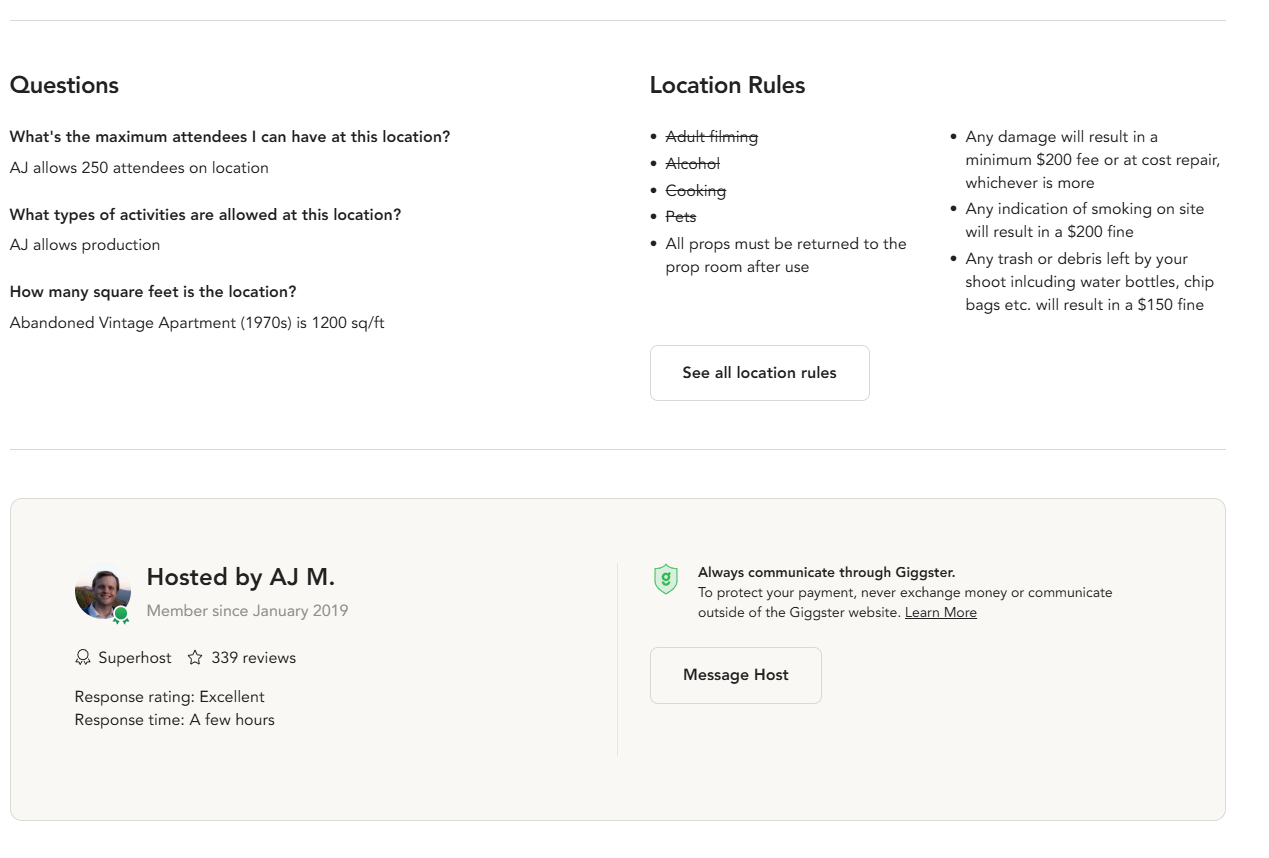 Questions
What's the maximum attendees I can have at this location?
AJ allows 250 attendees on location
What types of activities are allowed at this location?
AJ allows production
How many square feet is the location?
Abandoned Vintage Apartment (1970s) is 1200 sq/ft
Location Rules
Adult filming
Alcohol
Cooking
Pets
All props must be returned to the
prop room after use
Any damage will result in a
minimum $200 fee or at cost repair,
whichever is more
Any indication of smoking on site
will result in a $200 fine
Any trash or debris left by your
shoot inlcuding water bottles, chip
bags etc. will result in a $150 fine
See all location rules
Hosted by AJ M.
Member since January 2019
Superhost 339 reviews
Response rating: Excellent
Response time: A few hours
g
Always communicate through Giggster.
To protect your payment, never exchange money or communicate
outside of the Giggster website. Learn More
Message Host